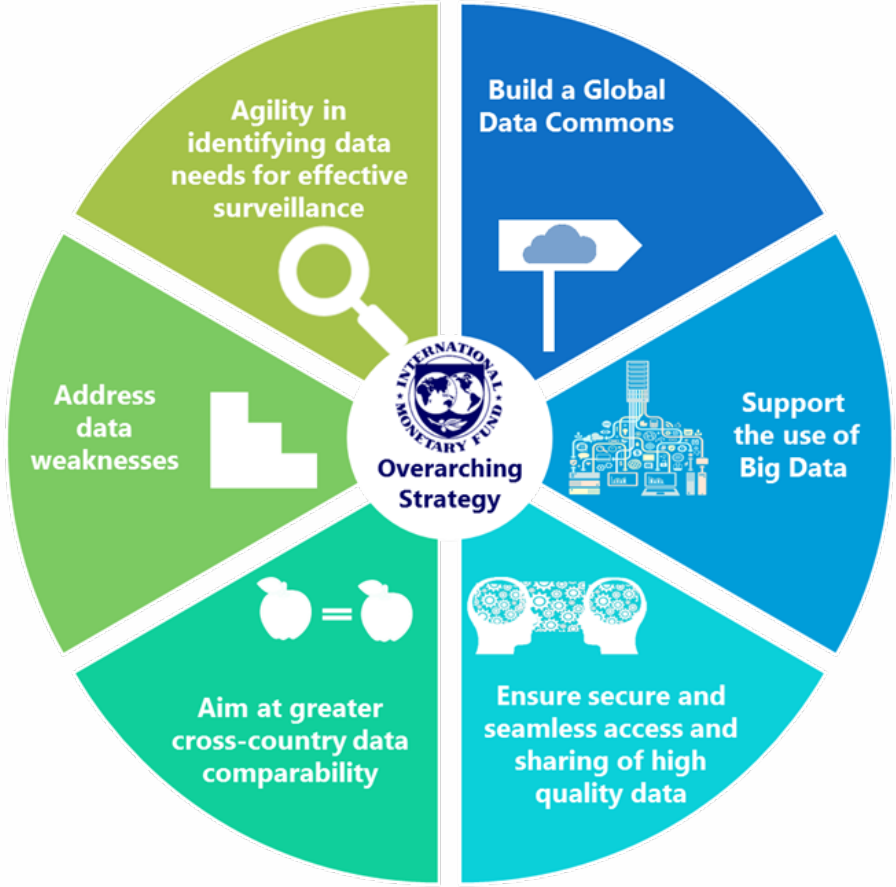 Build a Global
Data Commons
Support
the use of
Big Data
Ensure secure and
seamless access and
sharing of high
quality data
Aim at greater
cross-country data
comparability
Address
data
weaknesses
Agility in
identifying data
needs for effective
surveillance
INTERNATIONAL
MONETARY FUND
Overarching
Strategy